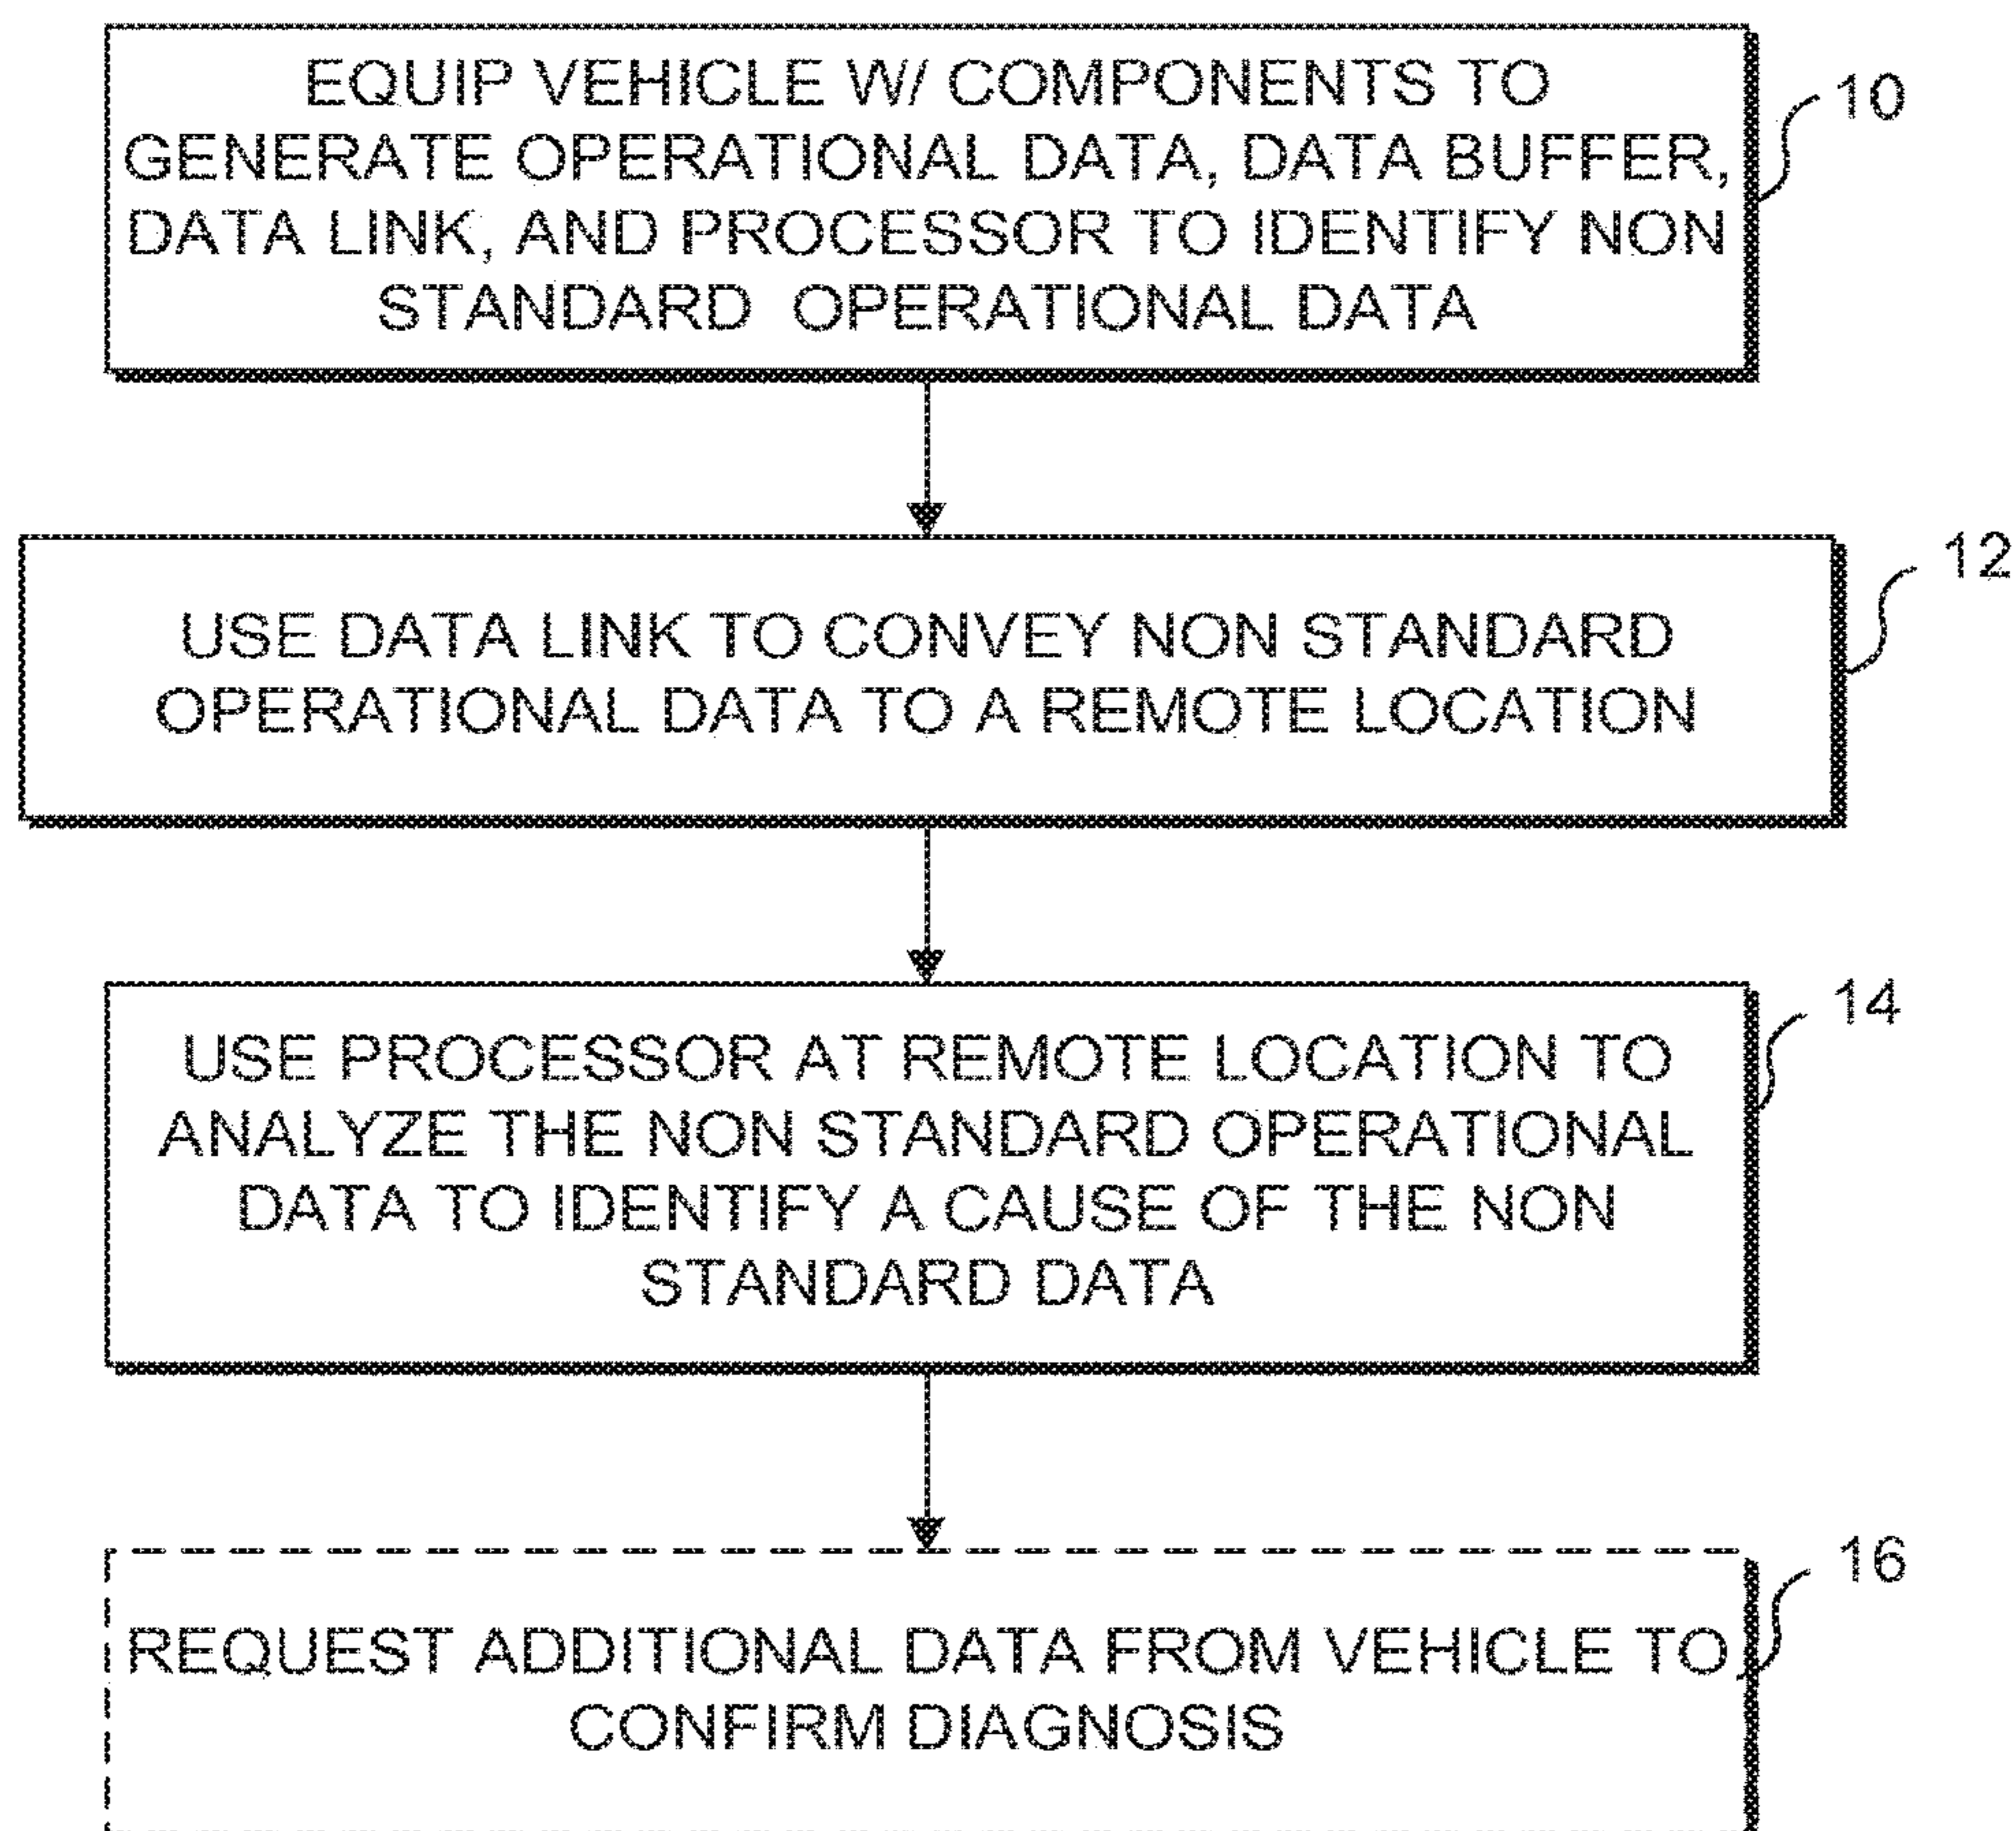 EQUIP VEHICLE W/ COMPONENTS TO
GENERATE OPERATIONAL DATA, DATA BUFFER,
DATA LINK, AND PROCESSOR TO IDENTIFY NON
STANDARD OPERATIONAL DATA
10
USE DATA LINK TO CONVEY NON STANDARD
OPERATIONAL DATA TO A REMOTE LOCATION
12
USE PROCESSOR AT REMOTE LOCATION TO
ANALYZE THE NON STANDARD OPERATIONAL
DATA TO IDENTIFY A CAUSE OF THE NON
STANDARD DATA
14
REQUEST ADDITIONAL DATA FROM VEHICLE TO
CONFIRM DIAGNOSIS
16